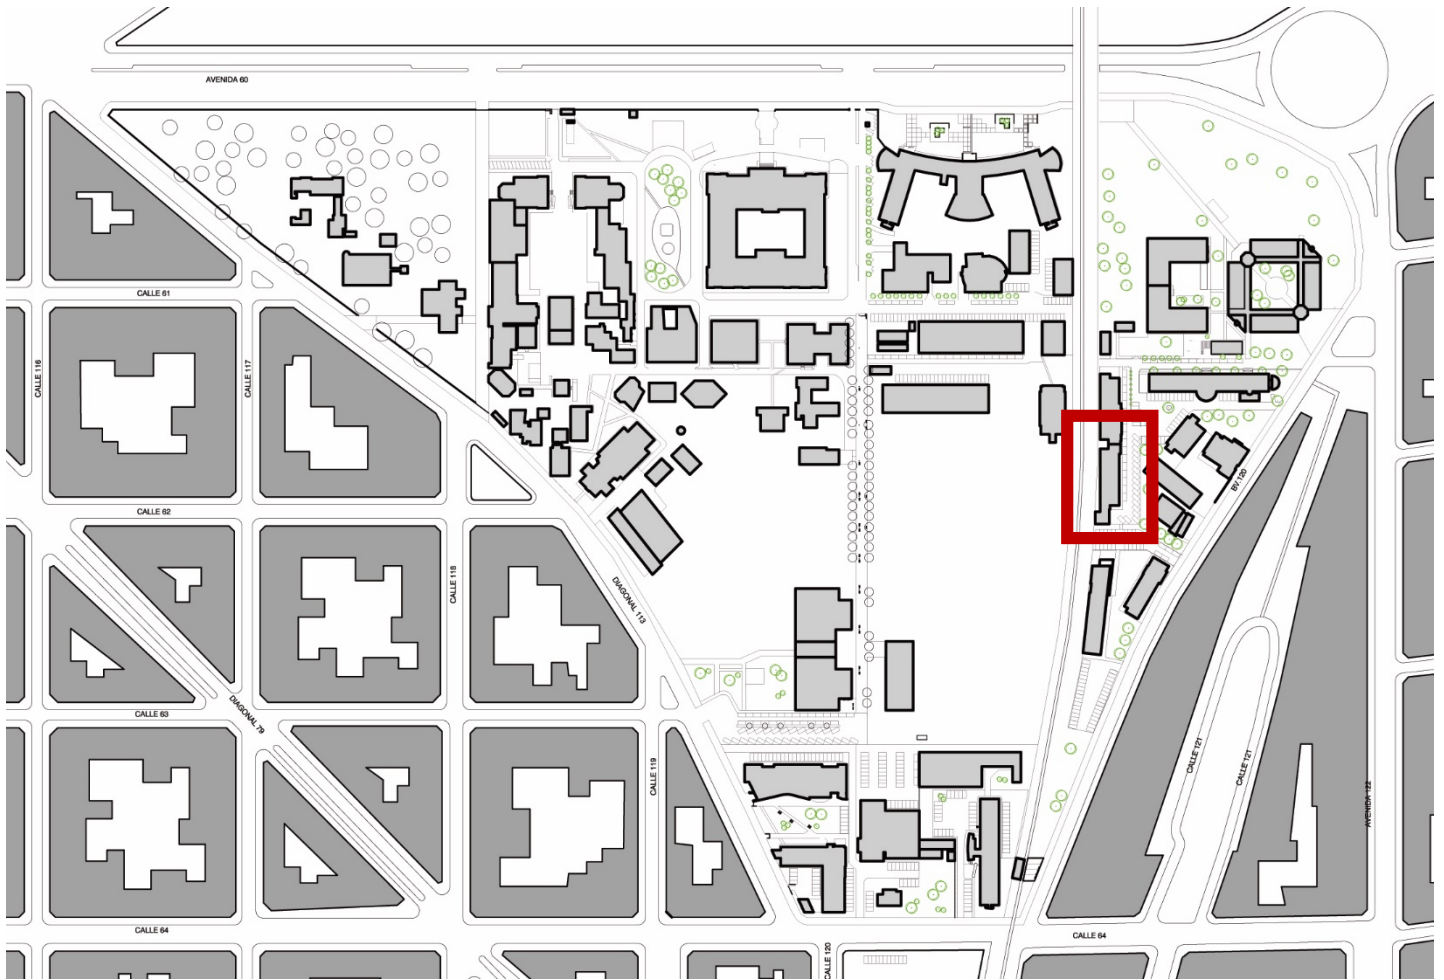 AVENIDA 60
CALLE 61
CALLE 116
CALLE 117
CALLE 62
BV.120
CALLE 118
DIAGONAL 113
CALLE 63
DIAGONAL 79
CALLE 119
CALLE 121
CALLE 121
AVENIDA 122
CALLE 64
CALLE 64
CALLE 120